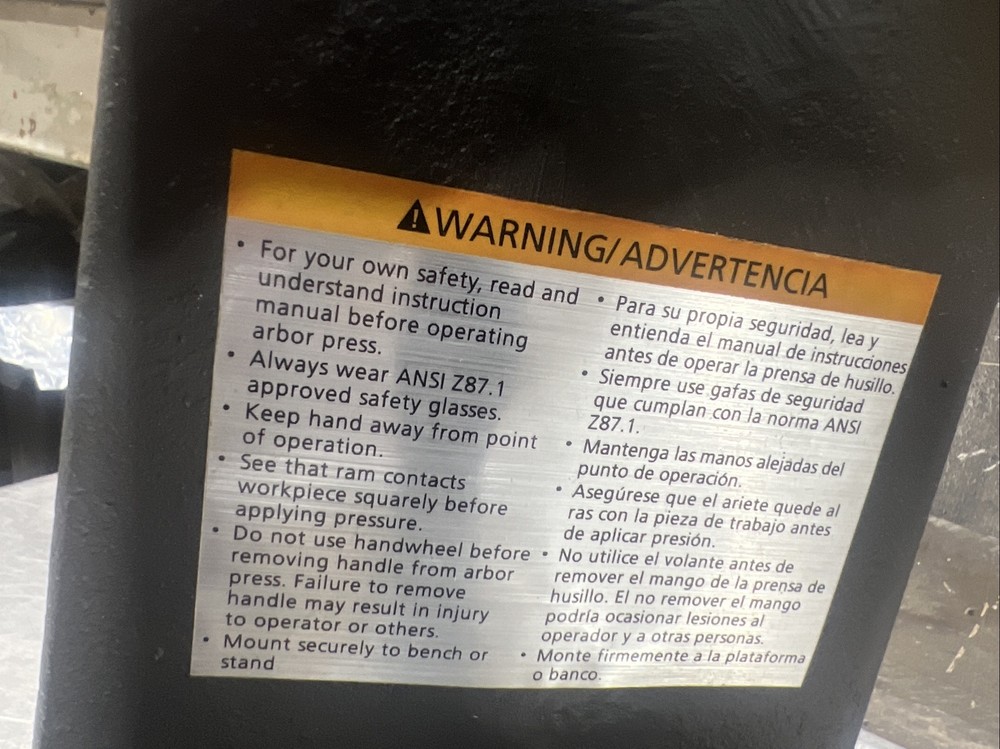 WARNING/ADVERTENCIA
• For your own safety, read and
understand instruction
manual before operating
arbor press.
• Always wear ANSI Z87.1
approved safety glasses.
• Keep hand away from point
of operation.
• See that ram contacts
workpiece squarely before
applying pressure.
• Do not use handwheel before
removing handle from arbor
press. Failure to remove
handle may result in injury
to operator or others.
• Mount securely to bench or
stand
• Para su propia seguridad, lea y
entienda el manual de instrucciones
antes de operar la prensa de husillo.
• Siempre use gafas de seguridad
que cumplan con la norma ANSI
Z87.1.
• Mantenga las manos alejadas del
punto de operación.
• Asegúrese que el ariete quede al
ras con la pieza de trabajo antes
de aplicar presión.
• No utilice el volante antes de
remover el mango de la prensa de
husillo. El no remover el mango
podría ocasionar lesiones al
operador y a otras personas.
• Monte firmemente a la plataforma
o banco.